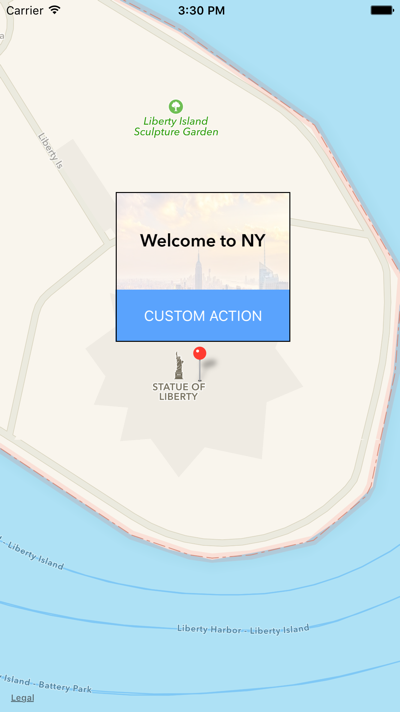 Carrier
3:30 PM
a
Liberty Is
Liberty Island
Sculpture Garden
Welcome to NY
CUSTOM ACTION
STATUE OF
LIBERTY
Liberty Island
Liberty Harbor - Liberty Island
Island - Battery Park
Legal